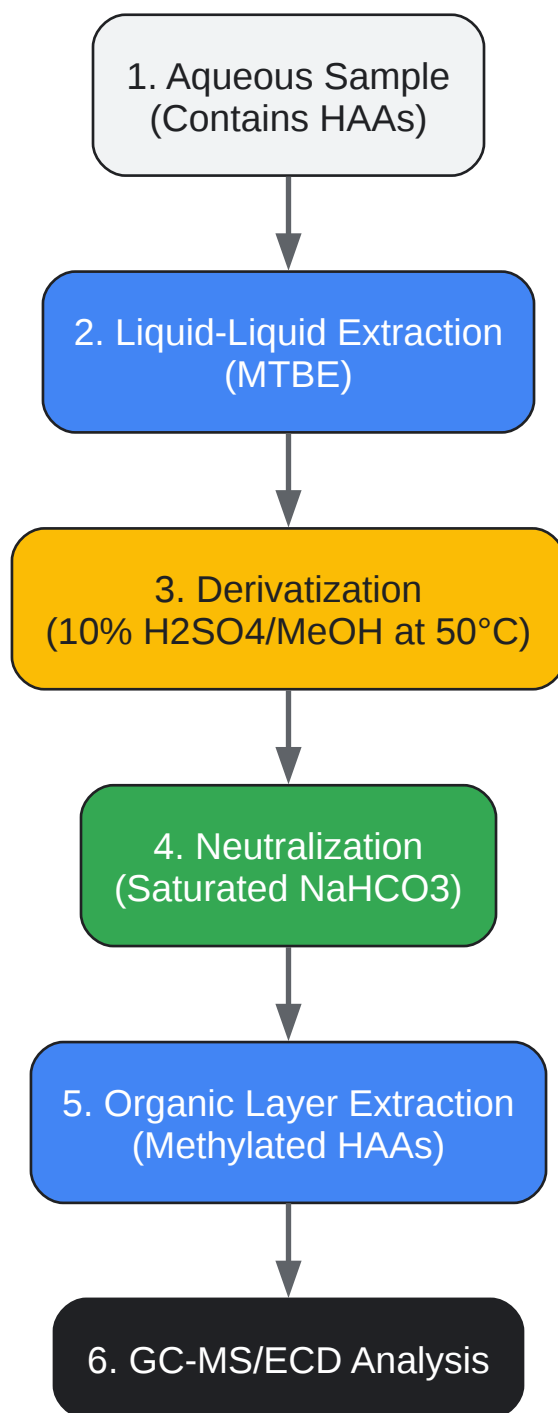 1. Aqueous Sample
(Contains HAAs)
2. Liquid-Liquid Extraction
(MTBE)
3. Derivatization
(10% H2SO4/MeOH at 50°C)
4. Neutralization
(Saturated NaHCO3)
5. Organic Layer Extraction
(Methylated HAAs)
6. GC-MS/ECD Analysis